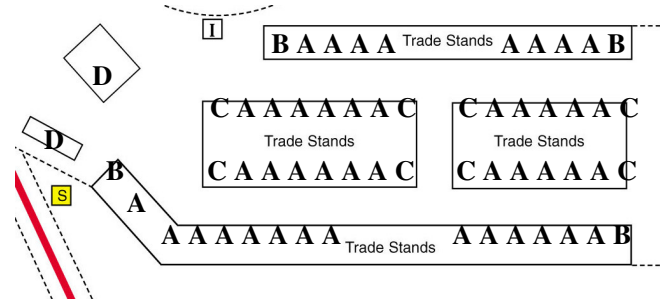 I
B A A A A Trade Stands A A A A B
D
C A A A A A A C C A A A A A C
Trade Stands Trade Stands
D
B C A A A A A A C C A A A A A C
S
A
A A A A A A A Trade Stands A A A A A A B